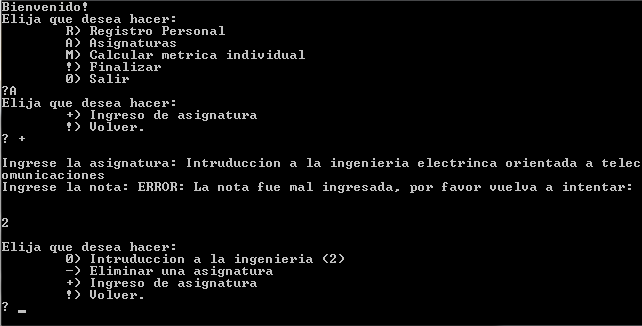 Bienvenido!
Elija que desea hacer:
R) Registro Personal
A) Asignaturas
M) Calcular metrica individual
!) Finalizar
0) Salir
?A
Elija que desea hacer:
+) Ingreso de asignatura
!) Volver.
? +
Ingrese la asignatura: Intruduccion a la ingenieria electrinca orientada a telec
omunicaciones
Ingrese la nota: ERROR: La nota fue mal ingresada, por favor vuelva a intentar:
2
Elija que desea hacer:
0) Intruduccion a la ingenieria (2)
-) Eliminar una asignatura
+) Ingreso de asignatura
!) Volver.
? _